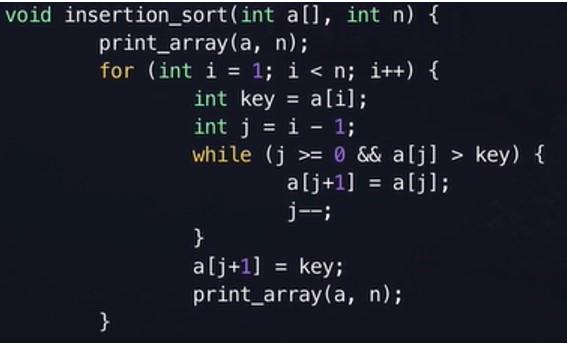 void insertion_sort(int a[], int n) {
        print_array(a, n);
        for (int i = 1; i < n; i++) {
                int key = a[i];
                int j = i - 1;
                while (j >= 0 && a[j] > key) {
                        a[j+1] = a[j];
                        j--;
                }
                a[j+1] = key;
                print_array(a, n);
        }